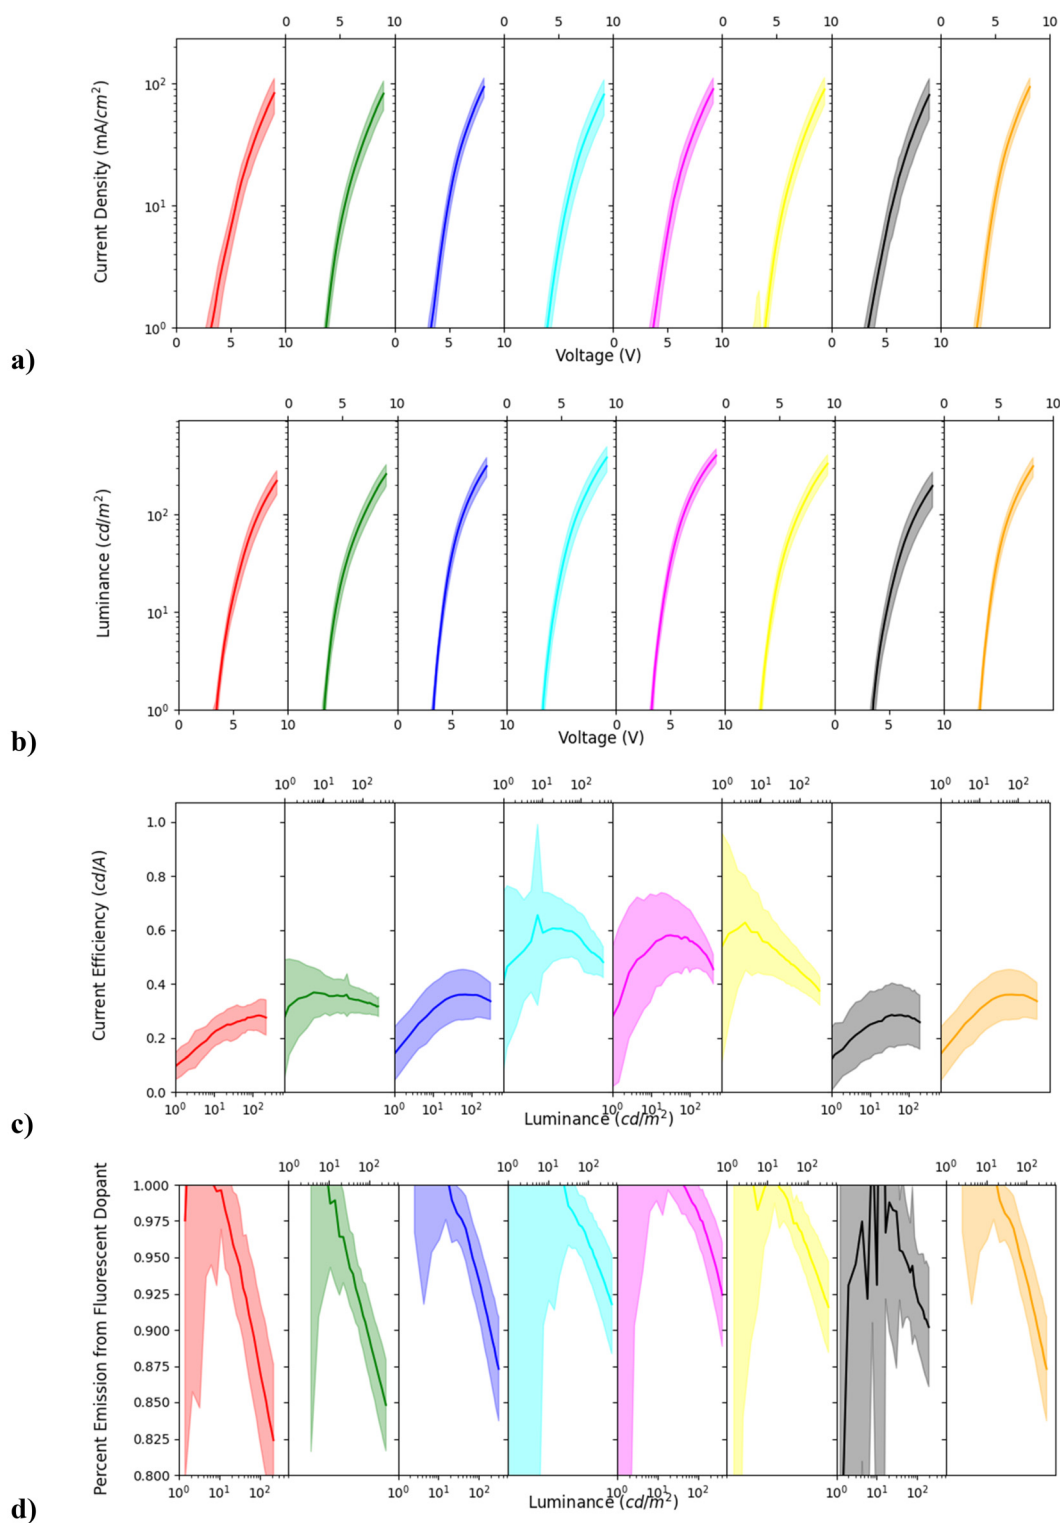 0 5 10 0 5 10 0 5 10 0 5 10
Current Density (mA/cm²)
10²
10¹
10⁰
0 5 0 5 10 0 5 10 0 5 10 0 5 10
Voltage (V)
a)
0 5 10 0 5 10 0 5 10 0 5 10
Luminance (cd/m²)
10²
10¹
10⁰
0 5 10 0 5 10 0 5 10 0 5 10
Voltage (V)
b)
10⁰ 10¹ 10² 10⁰ 10¹ 10² 10⁰ 10¹ 10² 10⁰ 10¹ 10²
Current Efficiency (cd/A)
1.0
0.8
0.6
0.4
0.2
0.0
10⁰ 10¹ 10² 10⁰ 10¹ 10² 10⁰ 10¹ 10² 10⁰ 10¹ 10²
Luminance (cd/m²)
c)
10⁰ 10¹ 10² 10⁰ 10¹ 10² 10⁰ 10¹ 10² 10⁰ 10¹ 10²
Percent Emission from Fluorescent Dopant
1.000
0.975
0.950
0.925
0.900
0.875
0.850
0.825
0.800
10⁰ 10¹ 10² 10⁰ 10¹ 10² 10⁰ 10¹ 10² 10⁰ 10¹ 10²
Luminance (cd/m²)
d)